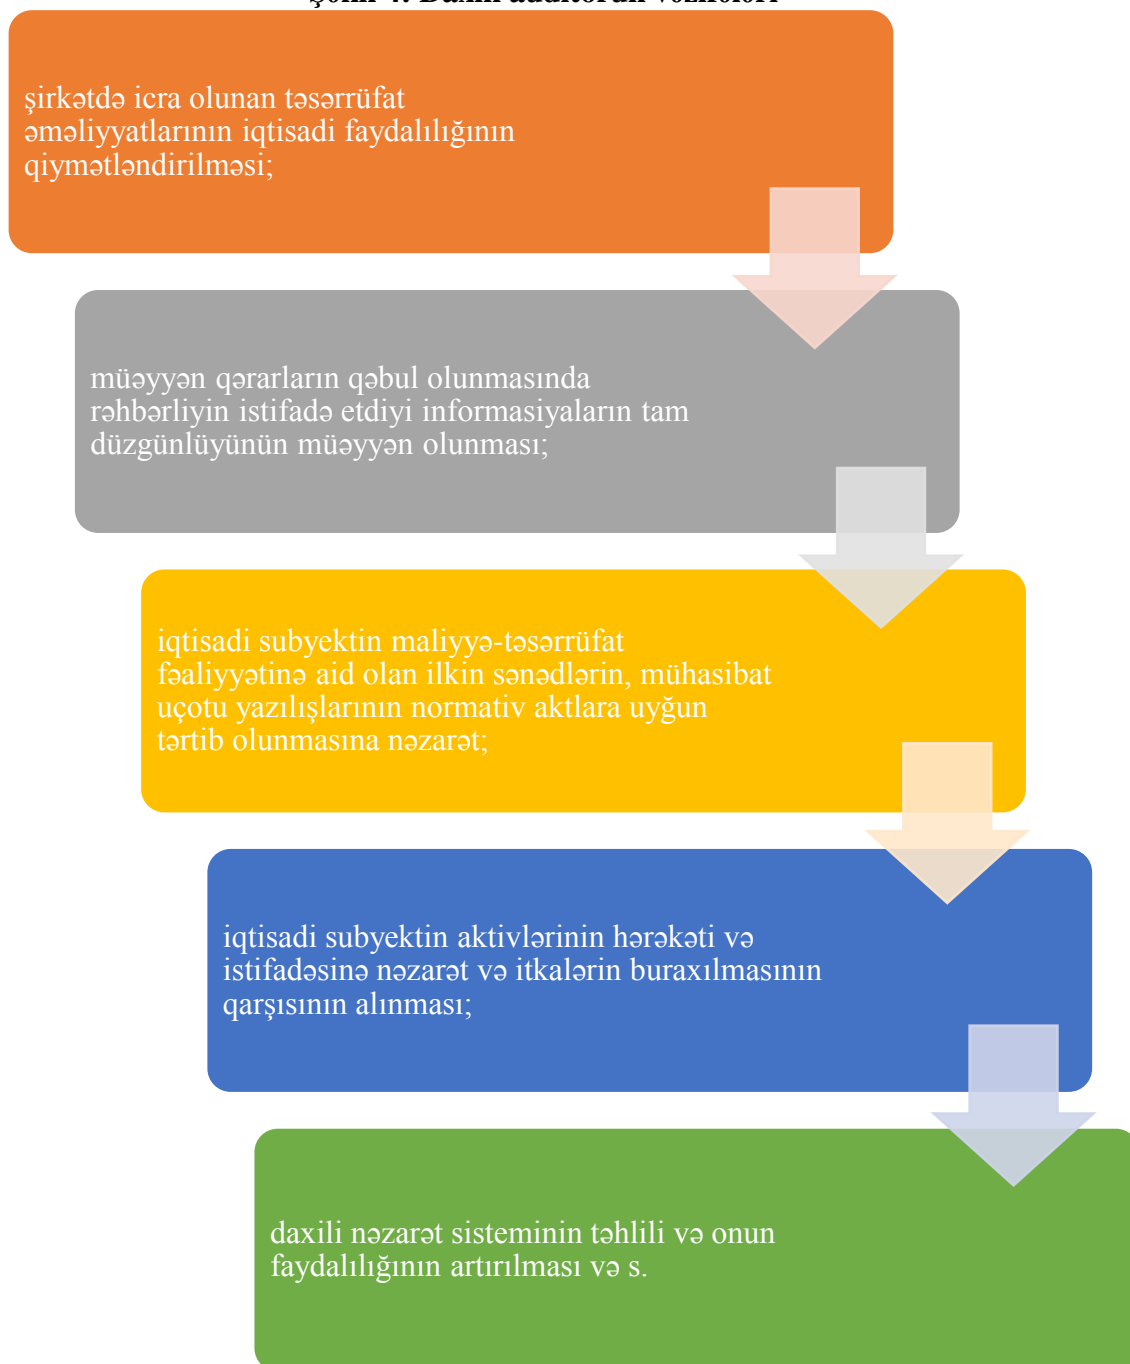 şirkətdə icra olunan təsərrüfat
əməliyyatlarının iqtisadi faydalılığının
qiymətləndirilməsi;
müəyyən qərarların qəbul olunmasında
rəhbərliyin istifadə etdiyi informasiyaların tam
düzgünlüyünün müəyyən olunması;
iqtisadi subyektin maliyyə-təsərrüfat
fəaliyyətinə aid olan ilkin sənədlərin, mühasibat
uçotu yazılışlarının normativ aktlara uyğun
tərtib olunmasına nəzarət;
iqtisadi subyektin aktivlərinin hərəkəti və
istifadəsinə nəzarət və itkalərin buraxılmasının
qarşısının alınması;
daxili nəzarət sisteminin təhlili və onun
faydalılığının artırılması və s.